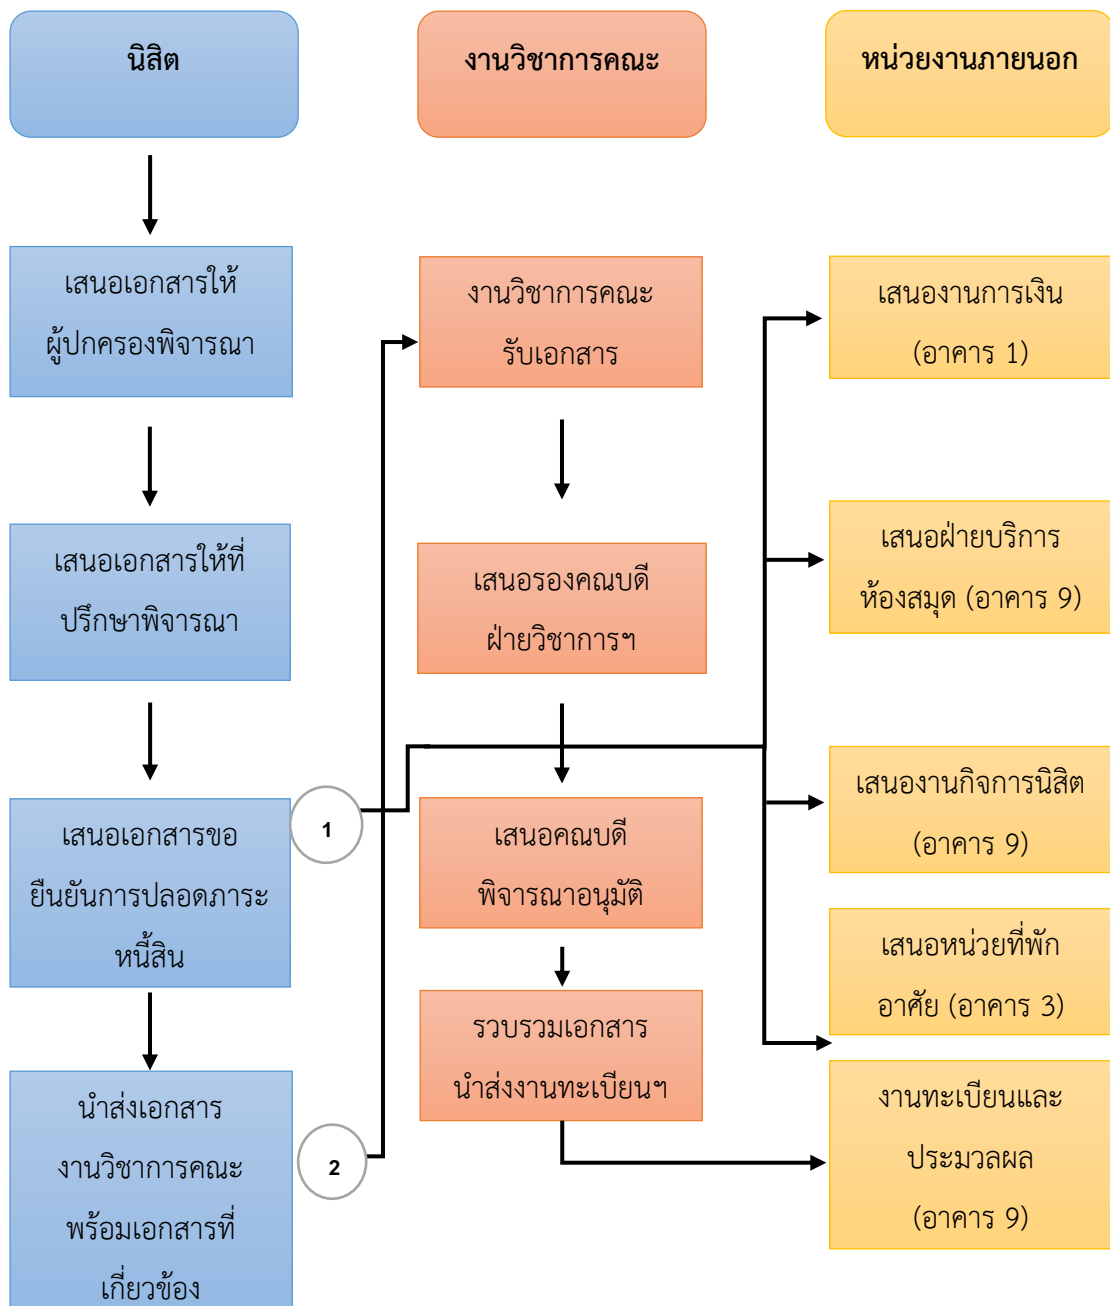 นิสิต
งานวิชาการคณะ
หน่วยงานภายนอก
เสนอเอกสารให้
ผู้ปกครองพิจารณา
เสนอเอกสารให้ที่
ปรึกษาพิจารณา
เสนอเอกสารขอ
ยืนยันการปลอดภาระ
หนี้สิน
1
นำส่งเอกสาร
งานวิชาการคณะ
พร้อมเอกสารที่
เกี่ยวข้อง
2
งานวิชาการคณะ
รับเอกสาร
เสนอรองคณบดี
ฝ่ายวิชาการฯ
เสนอคณบดี
พิจารณาอนุมัติ
รวบรวมเอกสาร
นำส่งงานทะเบียนฯ
เสนองานการเงิน
(อาคาร 1)
เสนอฝ่ายบริการ
ห้องสมุด (อาคาร 9)
เสนองานกิจการนิสิต
(อาคาร 9)
เสนอหน่วยที่พัก
อาศัย (อาคาร 3)
งานทะเบียนและ
ประมวลผล
(อาคาร 9)